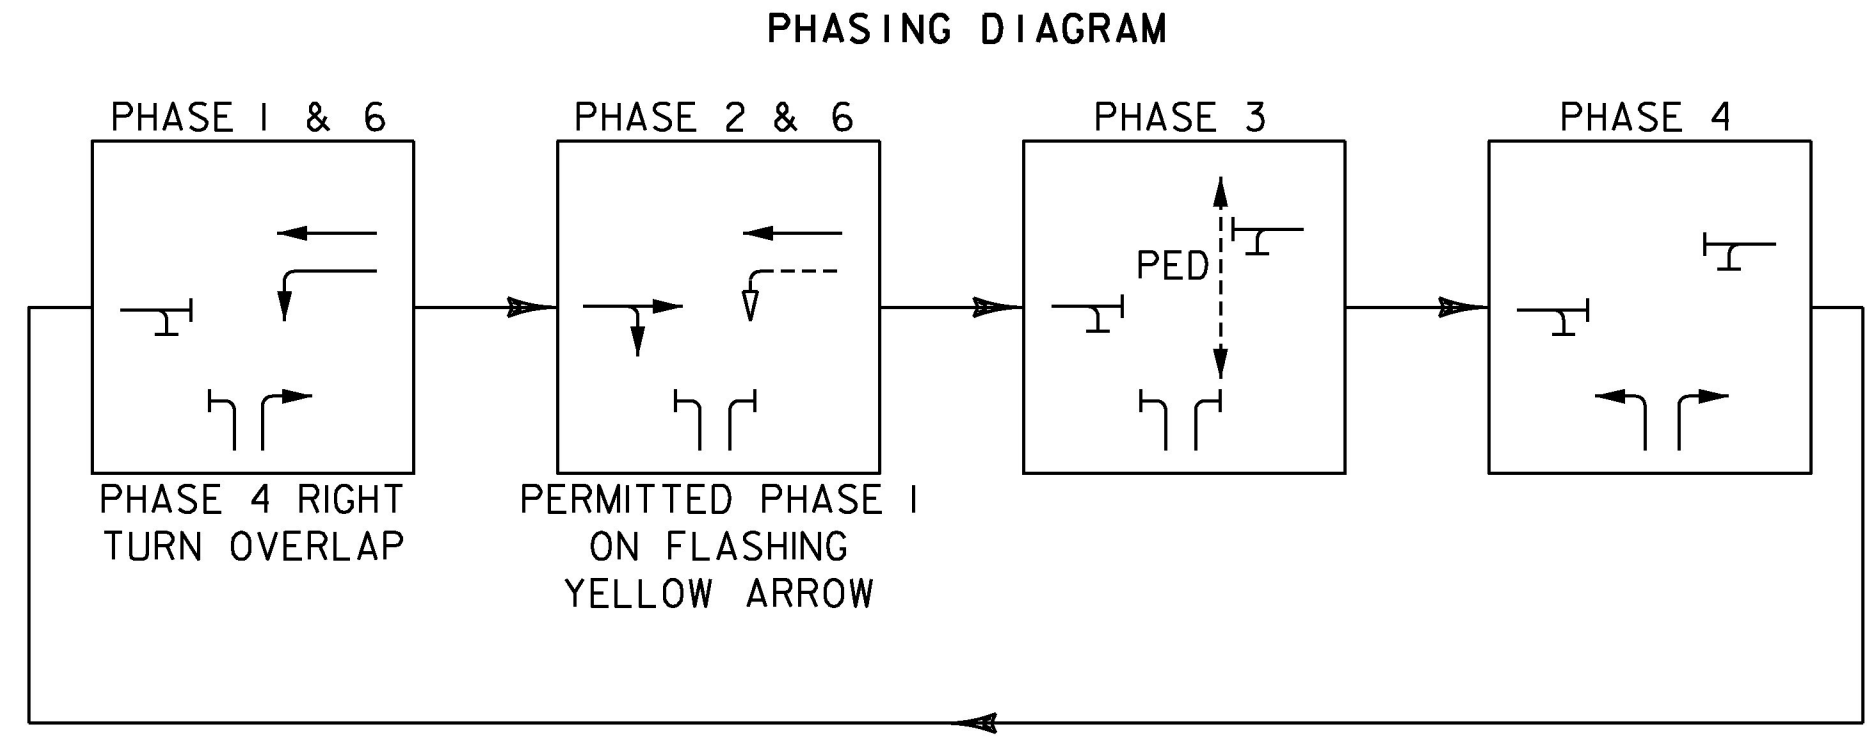 PHASING DIAGRAM
PHASE 1 & 6
PHASE 2 & 6
PHASE 3
PHASE 4
PED
PHASE 4 RIGHT
TURN OVERLAP
PERMITTED PHASE 1
ON FLASHING
YELLOW ARROW